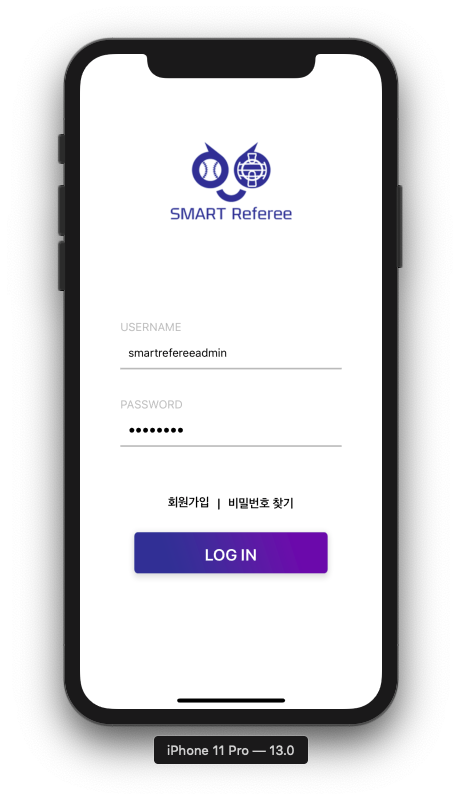 SMART Referee
USERNAME
smartrefereeadmin
PASSWORD
••••••••
회원가입 | 비밀번호 찾기
LOG IN
iPhone 11 Pro — 13.0